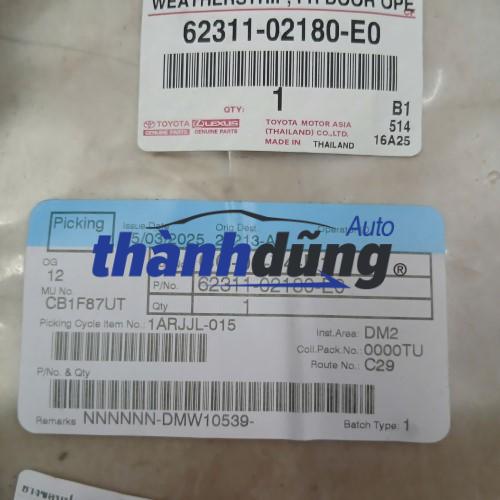 WEATHERSTRIP, FR DOOR OPE
62311-02180-E0
QTY: 1
B1
TOYOTA LEXUS
GENUINE PARTS GENUINE PARTS
TOYOTA MOTOR ASIA
(THAILAND) CO.,LTD.
MADE IN THAILAND
514
16A25
Picking
Issue Date
Orig Dest.
Operator
5/03/2025
Auto
thànhdũng®
OG
12
MU No.
CB1F87UT
P/No. 62311-02180-E0
Qty 1
Picking Cycle Item No.: 1ARJJL-015
Inst.Area: DM2
Coll.Pack.No.: 0000TU
Route No.: C29
P/No. & Qty
Remarks NNNNNN-DMW10539-
Batch Type: 1